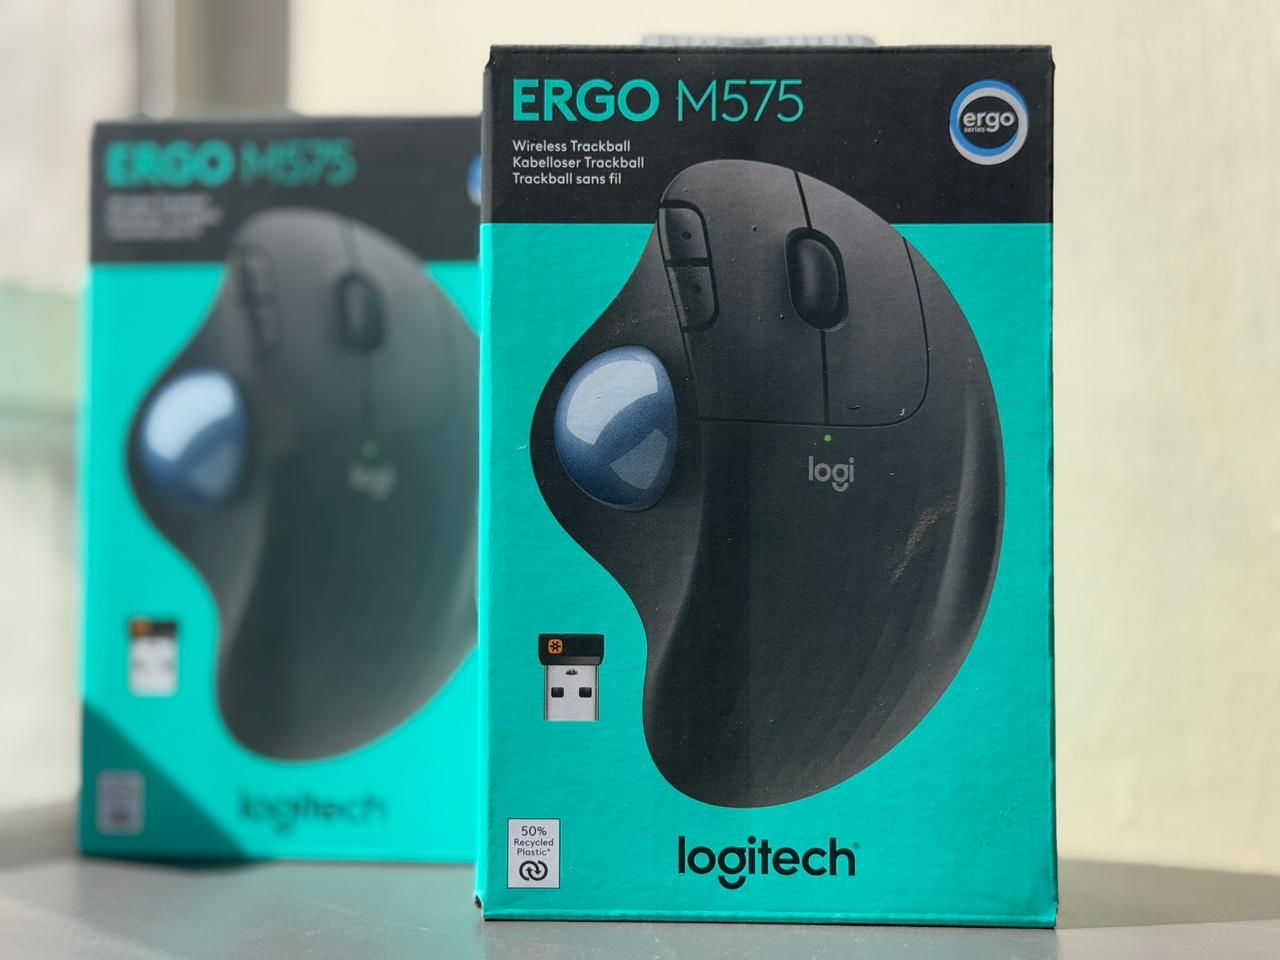 ERGO M575
Wireless Trackball
Kabelloser Trackball
Trackball sans fil
ergo
series
logi
50%
Recycled
Plastic*
logitech®
ERGO M575
logi
logitech